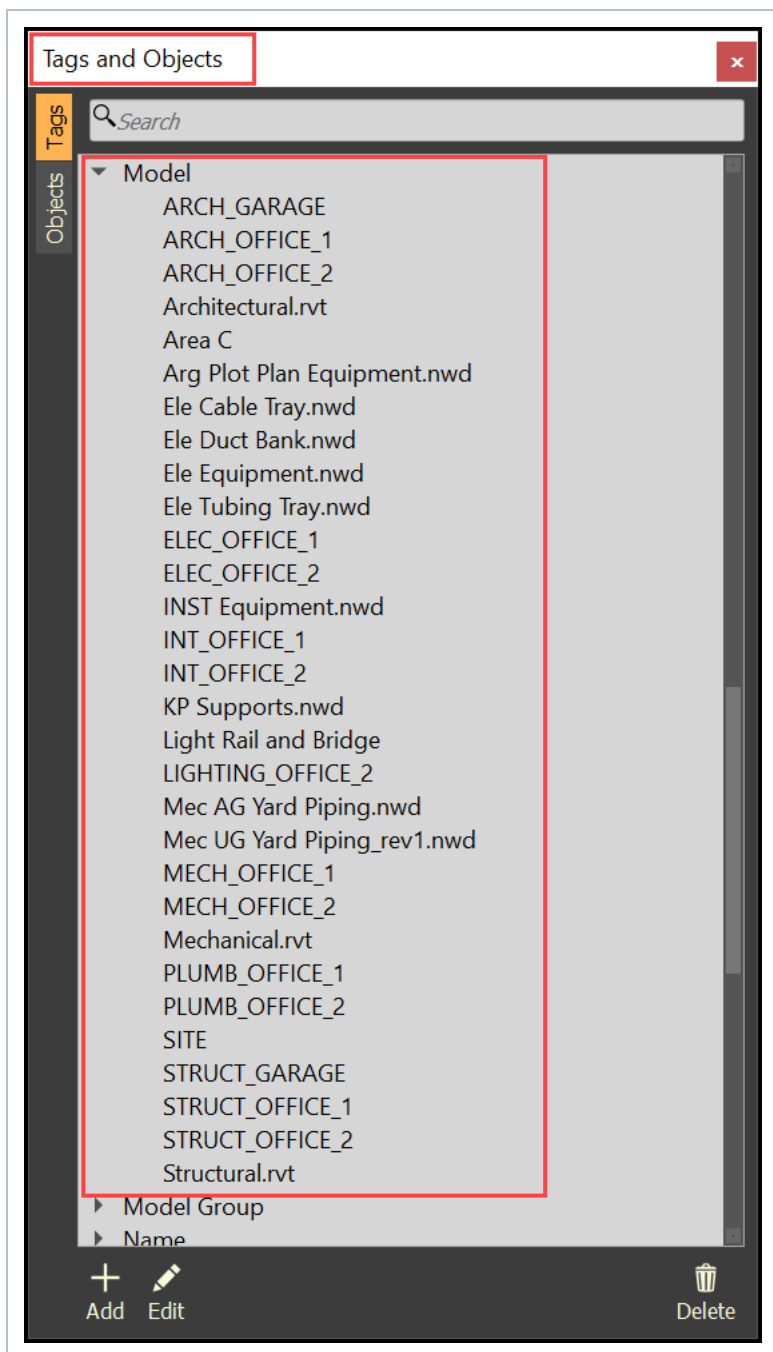 Tags and Objects
x
Tags
Search
Objects
Model
ARCH_GARAGE
ARCH_OFFICE_1
ARCH_OFFICE_2
Architectural.rvt
Area C
Arg Plot Plan Equipment.nwd
Ele Cable Tray.nwd
Ele Duct Bank.nwd
Ele Equipment.nwd
Ele Tubing Tray.nwd
ELEC_OFFICE_1
ELEC_OFFICE_2
INST Equipment.nwd
INT_OFFICE_1
INT_OFFICE_2
KP Supports.nwd
Light Rail and Bridge
LIGHTING_OFFICE_2
Mec AG Yard Piping.nwd
Mec UG Yard Piping_rev1.nwd
MECH_OFFICE_1
MECH_OFFICE_2
Mechanical.rvt
PLUMB_OFFICE_1
PLUMB_OFFICE_2
SITE
STRUCT_GARAGE
STRUCT_OFFICE_1
STRUCT_OFFICE_2
Structural.rvt
Model Group
Name
Add Edit Delete